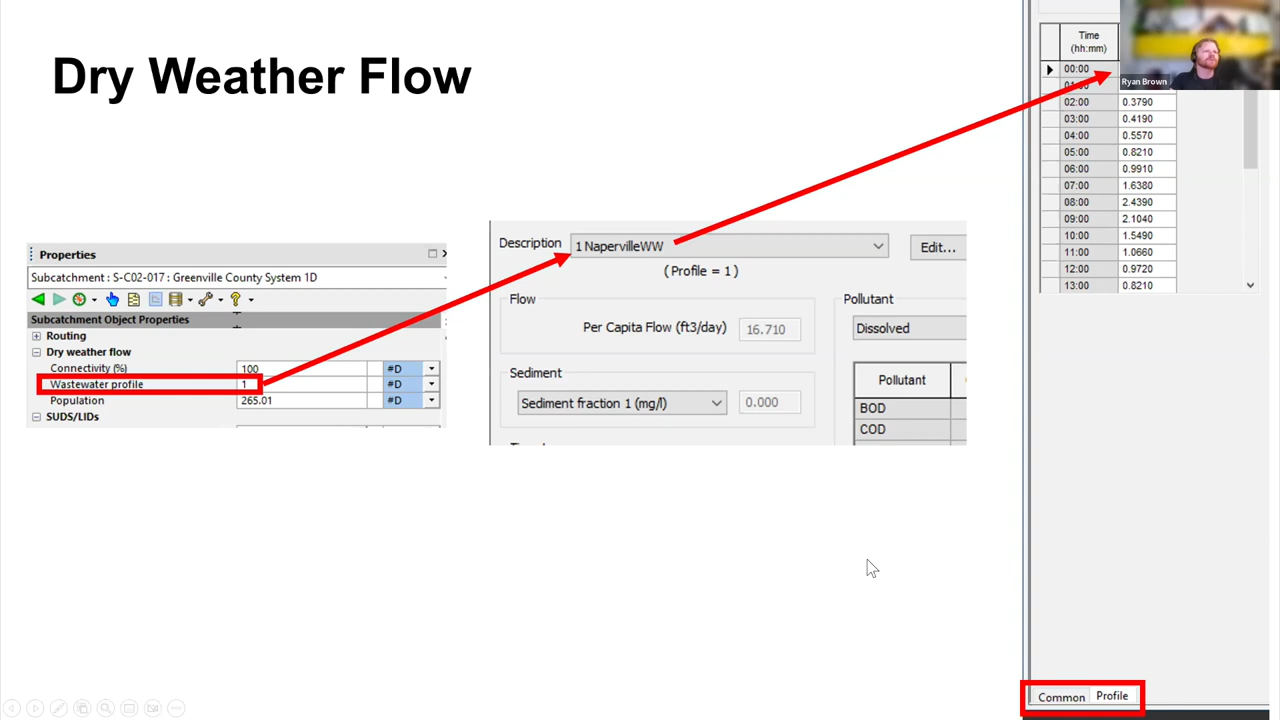 Dry Weather Flow
Properties
Subcatchment : S-C02-017 : Greenville County System 1D
Subcatchment Object Properties
Routing
Dry weather flow
Connectivity (%) 100 #D
Wastewater profile 1 #D
Population 265.01 #D
SUDS/LIDs
Description 1 NapervilleWW Edit...
( Profile = 1 )
Flow
Per Capita Flow (ft3/day) 16.710
Sediment
Sediment fraction 1 (mg/l) 0.000
Pollutant
Dissolved
Pollutant
BOD
COD
Time
(hh:mm)
00:00
01:00
02:00 0.3790
03:00 0.4190
04:00 0.5570
05:00 0.8210
06:00 0.9910
07:00 1.6380
08:00 2.4390
09:00 2.1040
10:00 1.5490
11:00 1.0660
12:00 0.9720
13:00 0.8210
Ryan Brown
Common Profile